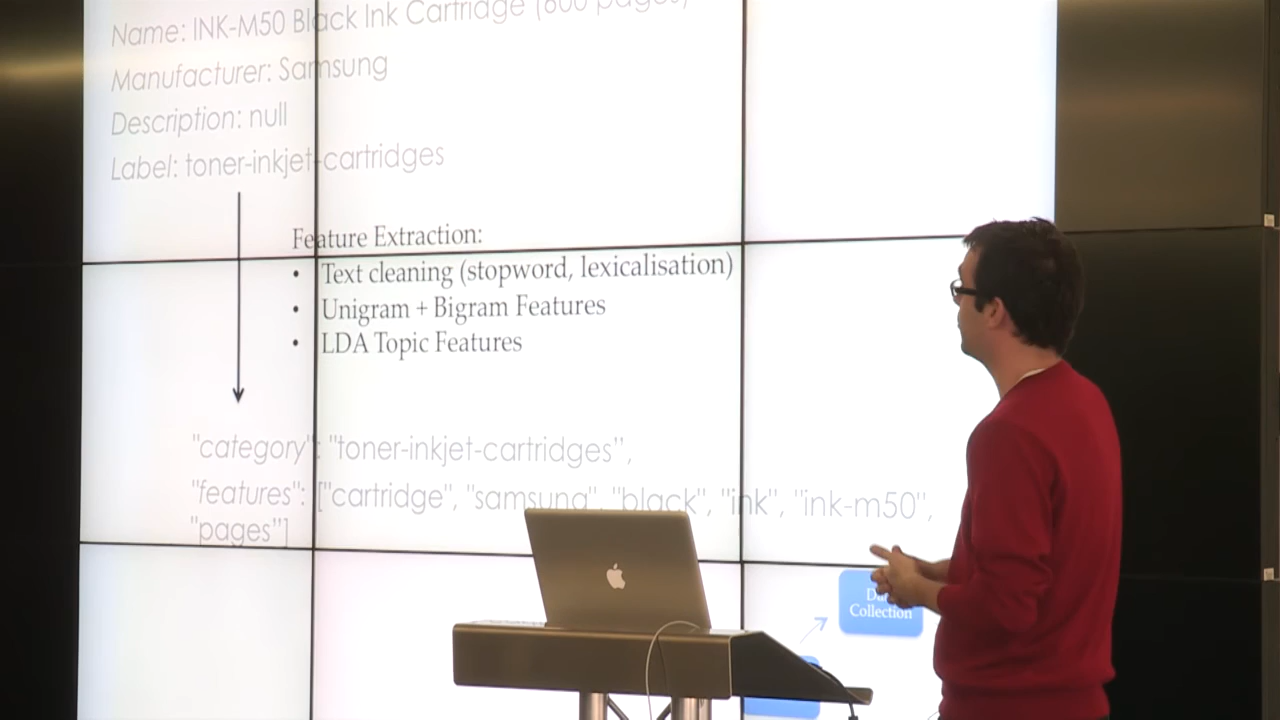 Name: INK-M50 Black Ink Cartridge (800 pages)
Manufacturer: Samsung
Description: null
Label: toner-inkjet-cartridges
Feature Extraction:
• Text cleaning (stopword, lexicalisation)
• Unigram + Bigram Features
• LDA Topic Features
"category": "toner-inkjet-cartridges",
"features": ["cartridge", "samsung", "black", "ink", "ink-m50",
"pages"]
Collection